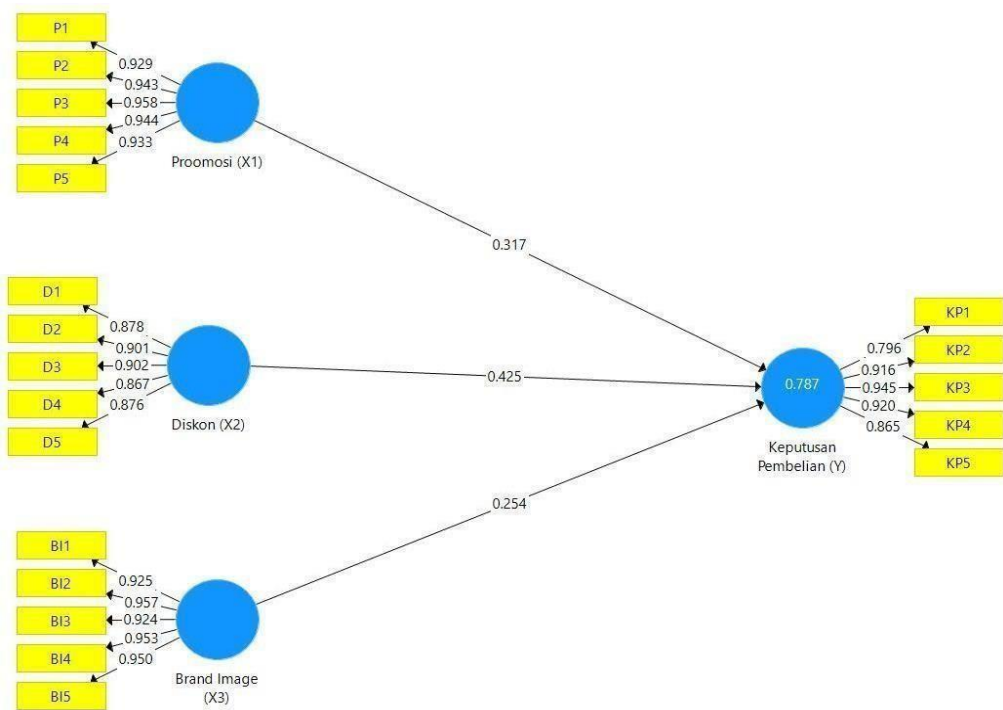 P1
P2
P3
P4
P5
0.929
0.943
0.958
0.944
0.933
Proomosi (X1)
0.317
D1
D2
D3
D4
D5
0.878
0.901
0.902
0.867
0.876
Diskon (X2)
0.425
BI1
BI2
BI3
BI4
BI5
0.925
0.957
0.924
0.953
0.950
Brand Image
(X3)
0.254
0.787
Keputusan
Pembelian (Y)
0.796
0.916
0.945
0.920
0.865
KP1
KP2
KP3
KP4
KP5